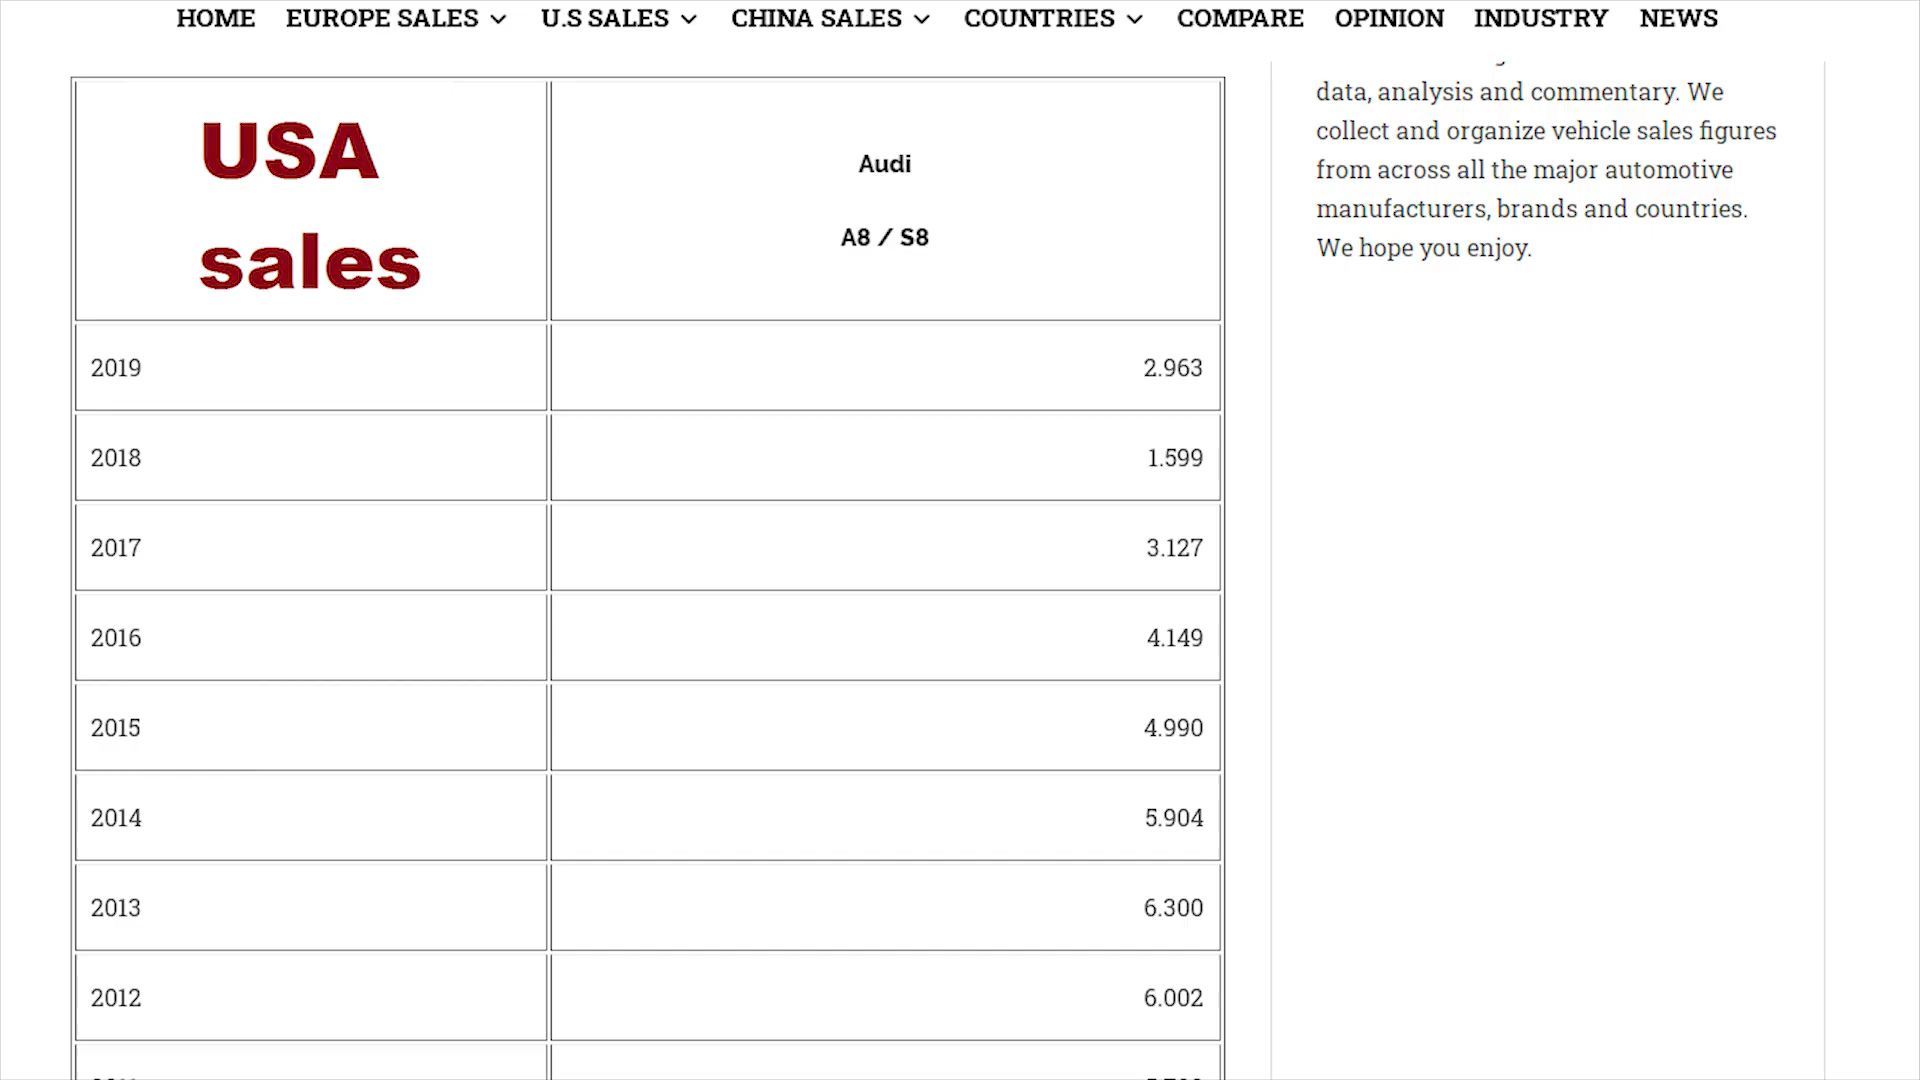 HOME EUROPE SALES U.S SALES CHINA SALES COUNTRIES COMPARE OPINION INDUSTRY NEWS
USA
sales
Audi
A8 / S8
2019 2.963
2018 1.599
2017 3.127
2016 4.149
2015 4.990
2014 5.904
2013 6.300
2012 6.002
data, analysis and commentary. We
collect and organize vehicle sales figures
from across all the major automotive
manufacturers, brands and countries.
We hope you enjoy.